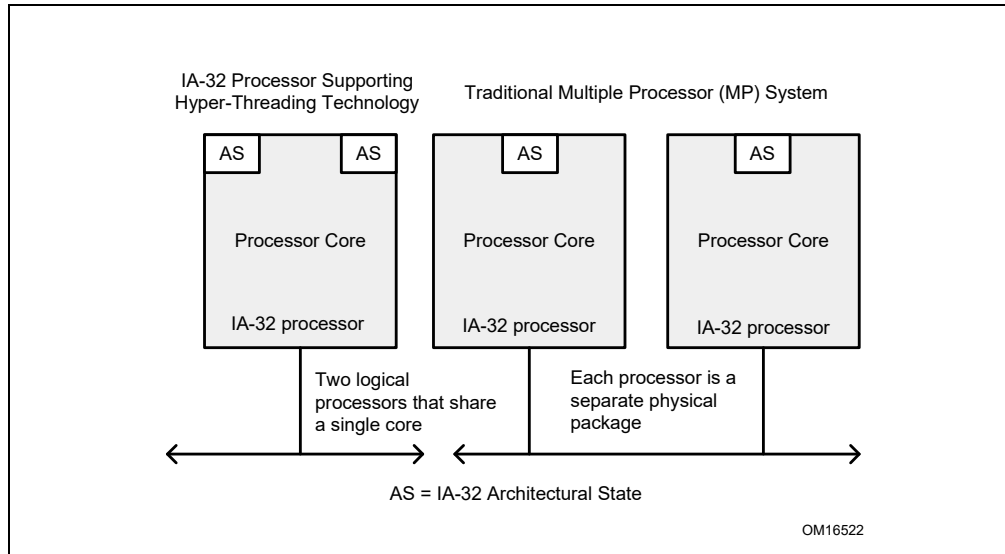 IA-32 Processor Supporting
Hyper-Threading Technology
Traditional Multiple Processor (MP) System
AS
AS
AS
AS
Processor Core
Processor Core
Processor Core
IA-32 processor
IA-32 processor
IA-32 processor
Two logical
processors that share
a single core
Each processor is a
separate physical
package
AS = IA-32 Architectural State
OM16522